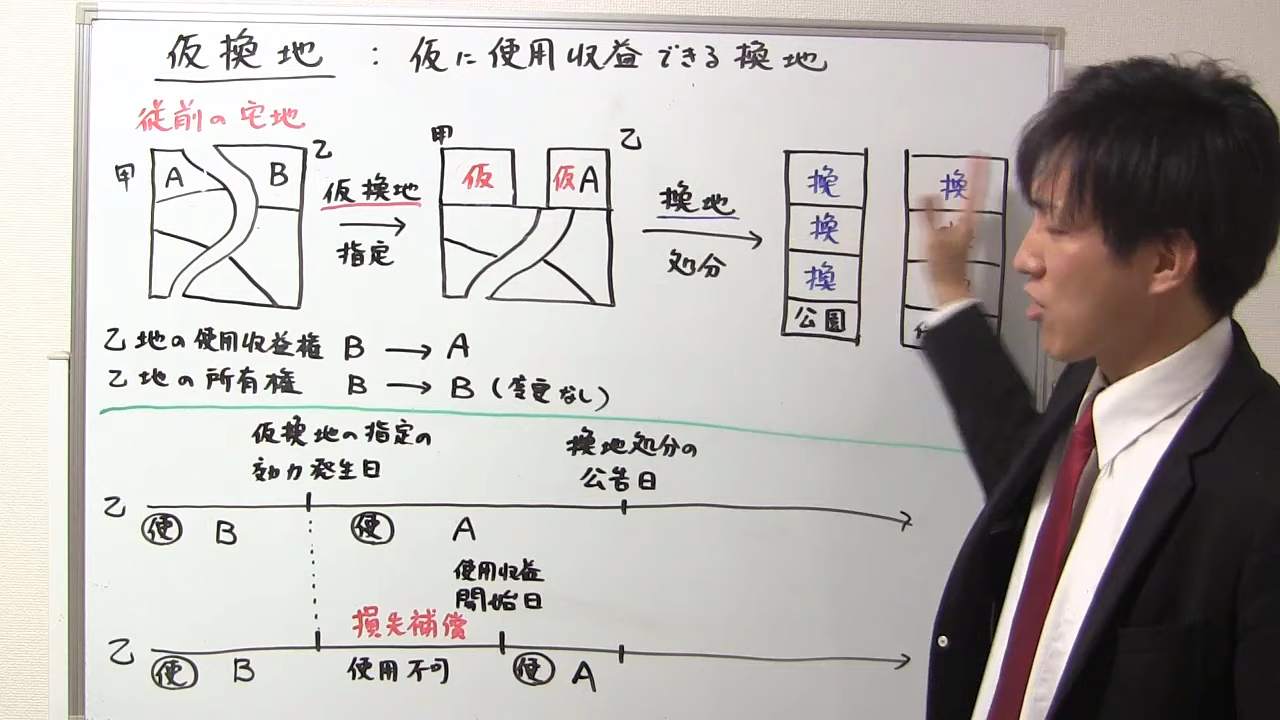 仮換地 : 仮に使用収益できる換地
従前の宅地
甲 A B 乙
仮換地
指定
甲 乙
仮 仮A
換地
処分
換 換
換
換
公園
乙地の使用収益権 B → A
乙地の所有権 B → B (変更なし)
仮換地の指定の
効力発生日
換地処分の
公告日
乙
使 B 使 A
使用収益
開始日
損失補償
乙
使 B 使用不可 使 A